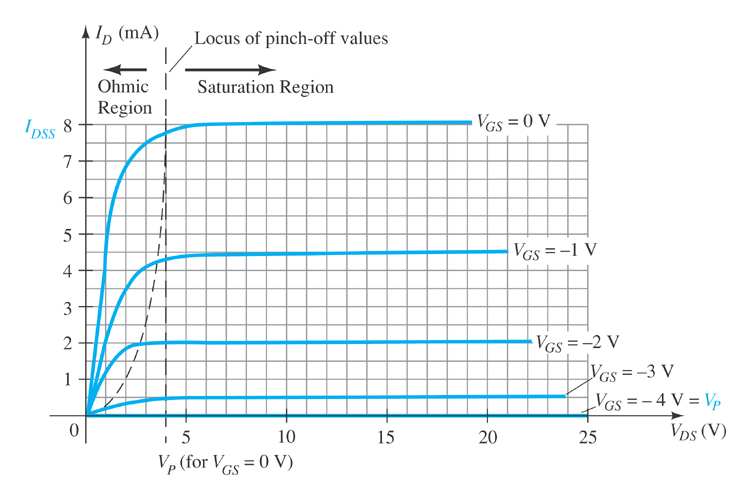 I_D (mA)
Locus of pinch-off values
Ohmic
Region
Saturation Region
I_DSS
8
7
6
5
4
3
2
1
V_GS = 0 V
V_GS = –1 V
V_GS = –2 V
V_GS = –3 V
V_GS = – 4 V = V_P
0
5
10
15
20
25
V_DS (V)
V_P (for V_GS = 0 V)